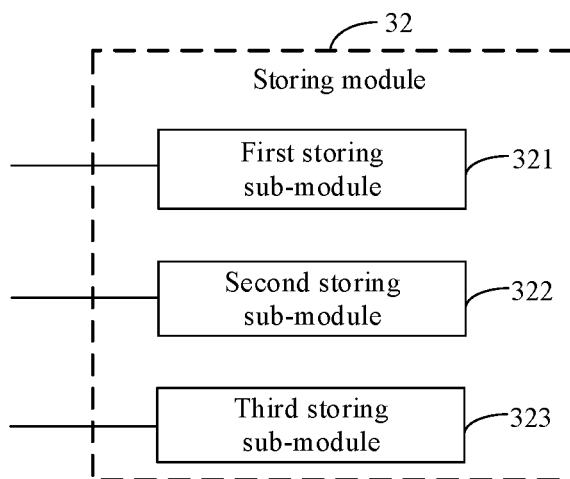 32
Storing module
First storing
sub-module
321
Second storing
sub-module
322
Third storing
sub-module
323